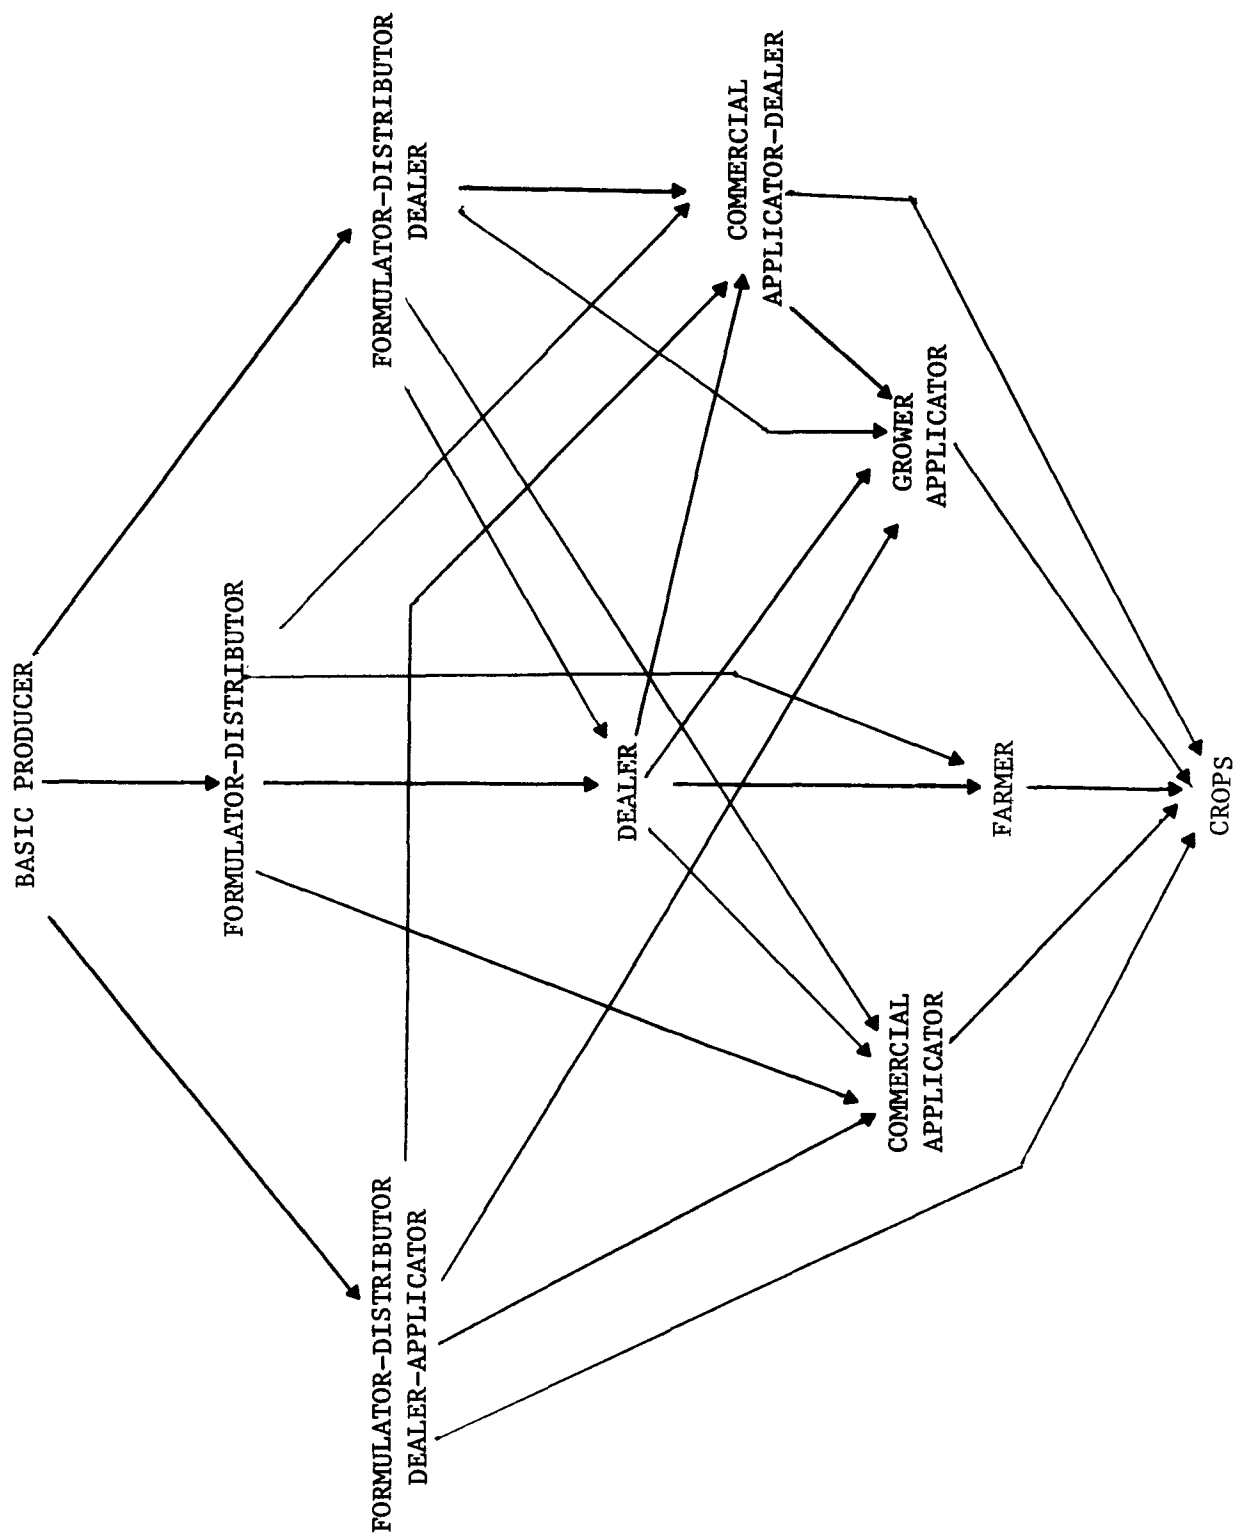 BASIC PRODUCER
FORMULATOR-DISTRIBUTOR
FORMULATOR-DISTRIBUTOR
DEALER-APPLICATOR
FORMULATOR-DISTRIBUTOR
DEALER
DEALER
COMMERCIAL
APPLICATOR-DEALER
COMMERCIAL
APPLICATOR
GROWER
APPLICATOR
FARMER
CROPS